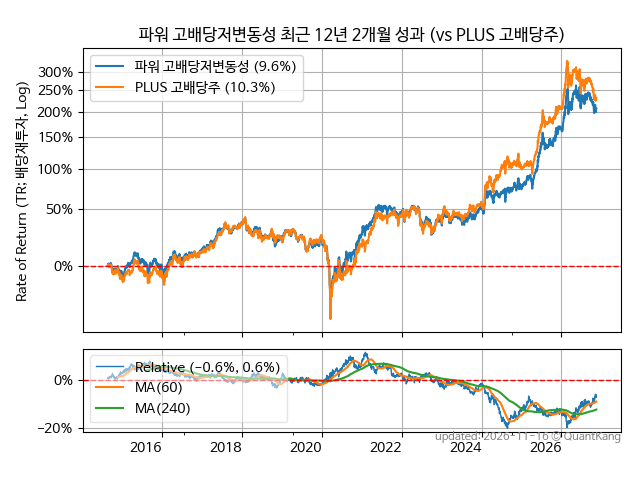 파워 고배당저변동성 최근 12년 2개월 성과 (vs PLUS 고배당주)
Rate of Return (TR: 배당재투자, Log)
파워 고배당저변동성 (9.6%)
PLUS 고배당주 (10.3%)
300%
250%
200%
150%
100%
50%
0%
Relative (-0.6%, 0.6%)
MA(60)
MA(240)
0%
-20%
2016 2018 2020 2022 2024 2026
updated: 2026-11-16 © QuantKang